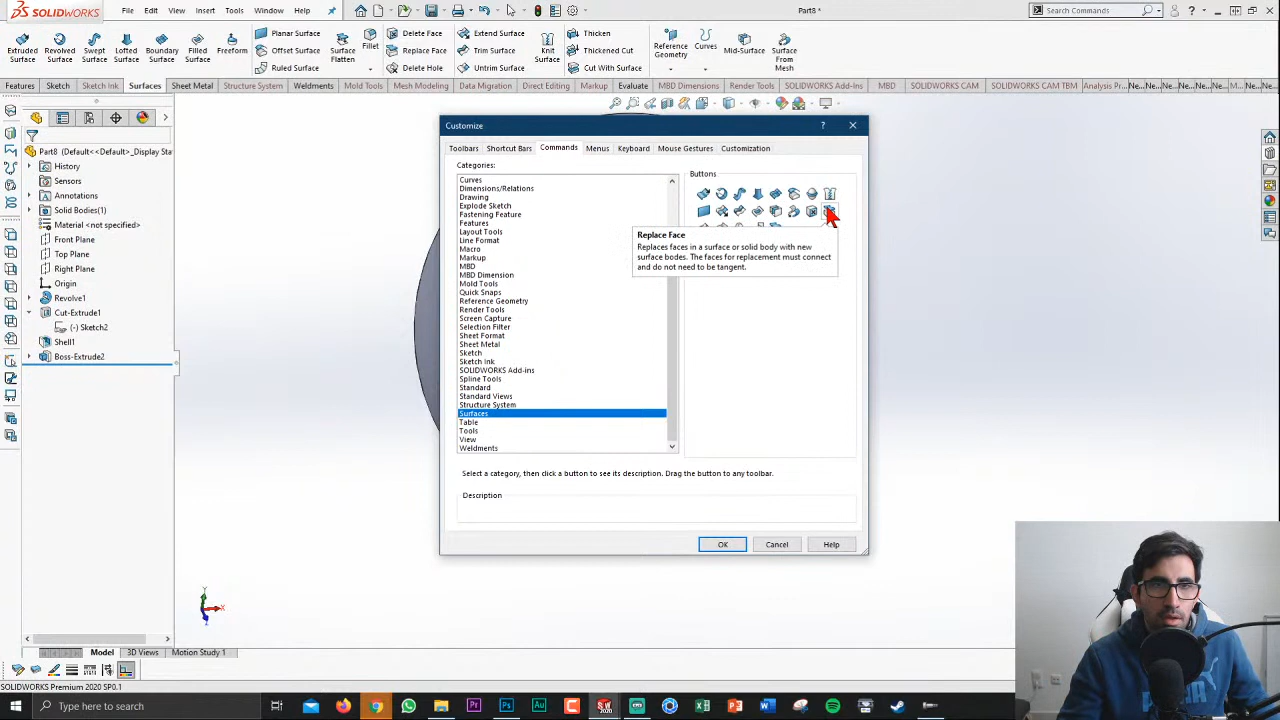 SOLIDWORKS
File Edit View Insert Tools Window Help
Part8 *
Search Commands
Extruded Surface
Revolved Surface
Swept Surface
Lofted Surface
Boundary Surface
Filled Surface
Freeform
Planar Surface
Offset Surface
Ruled Surface
Surface Flatten
Fillet
Delete Face
Replace Face
Delete Hole
Extend Surface
Trim Surface
Untrim Surface
Knit Surface
Thicken
Thickened Cut
Cut With Surface
Reference Geometry
Curves
Mid-Surface
Surface From Mesh
Features Sketch Sketch Ink Surfaces Sheet Metal Structure System Weldments Mold Tools Mesh Modeling Data Migration Direct Editing Markup Evaluate MBD Dimensions Render Tools SOLIDWORKS Add-Ins MBD SOLIDWORKS CAM SOLIDWORKS CAM TBM Analysis Pr... Ne... Ne... Ne... Ne... M... Ne... Ne... Ne...
Part8 (Default<<Default>_Display Sta
History
Sensors
Annotations
Solid Bodies(1)
Material <not specified>
Front Plane
Top Plane
Right Plane
Origin
Revolve1
Cut-Extrude1
(-) Sketch2
Shell1
Boss-Extrude2
Customize
? ×
Toolbars Shortcut Bars Commands Menus Keyboard Mouse Gestures Customization
Categories:
Buttons
Curves
Dimensions/Relations
Drawing
Explode Sketch
Fastening Feature
Features
Layout Tools
Line Format
Macro
Markup
MBD
MBD Dimension
Mold Tools
Quick Snaps
Reference Geometry
Render Tools
Screen Capture
Selection Filter
Sheet Format
Sheet Metal
Sketch
Sketch Ink
SOLIDWORKS Add-ins
Spline Tools
Standard
Standard Views
Structure System
Surfaces
Table
Tools
View
Weldments
Replace Face
Replaces faces in a surface or solid body with new
surface bodies. The faces for replacement must connect
and do not need to be tangent.
Select a category, then click a button to see its description. Drag the button to any toolbar.
Description
OK Cancel Help
Y
X
Z
Model 3D Views Motion Study 1
SOLIDWORKS Premium 2020 SP0.1
Type here to search